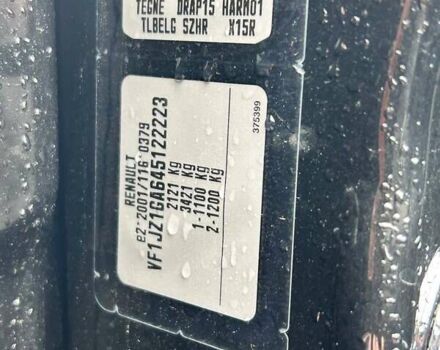 TEGNE DRAP15 HARM01
TLBELG SZHR X15R
375399
RENAULT
e2*2001/116*0379
VF1JZ1GAG45122223
2121 Kg
3421 Kg
1-1100 Kg
2-1200 Kg